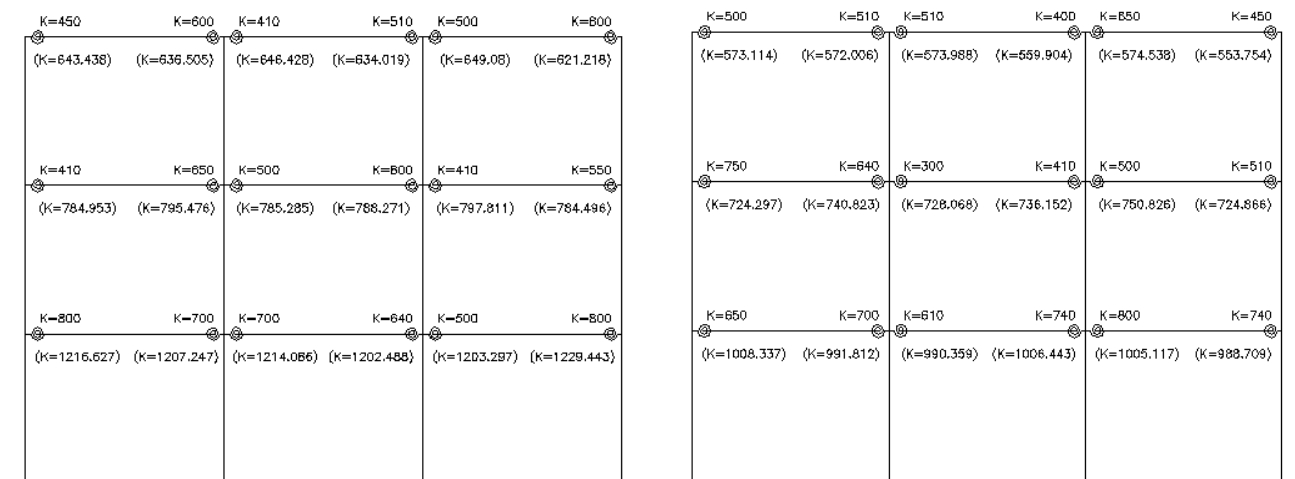 K=450 K=600 K=410 K=510 K=500 K=600
(K=643.438) (K=636.505) (K=646.428) (K=634.019) (K=649.08) (K=621.218)
K=410 K=650 K=500 K=600 K=410 K=550
(K=784.953) (K=795.476) (K=785.285) (K=788.271) (K=797.811) (K=784.496)
K=800 K=700 K=700 K=640 K=500 K=800
(K=1216.627) (K=1207.247) (K=1214.066) (K=1202.488) (K=1203.297) (K=1229.443)
K=500 K=510 K=510 K=400 K=650 K=450
(K=573.114) (K=572.006) (K=573.988) (K=559.904) (K=574.538) (K=553.754)
K=750 K=640 K=300 K=410 K=500 K=510
(K=724.297) (K=740.823) (K=728.068) (K=736.152) (K=750.826) (K=724.866)
K=650 K=700 K=610 K=740 K=800 K=740
(K=1008.337) (K=991.812) (K=990.359) (K=1006.443) (K=1005.117) (K=988.709)